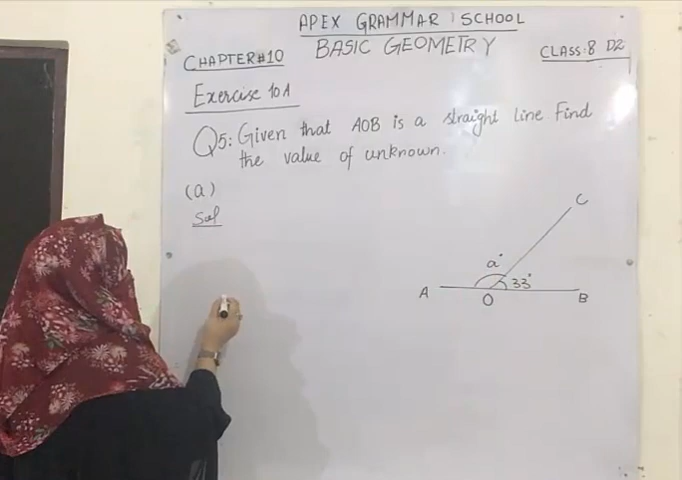 APEX GRAMMAR SCHOOL
BASIC GEOMETRY
CHAPTER#10
CLASS:8 D2
Exercise 10A
Q5: Given that AOB is a straight line Find
the value of unknown.
(a)
Sol
C
a°
33°
A
O
B